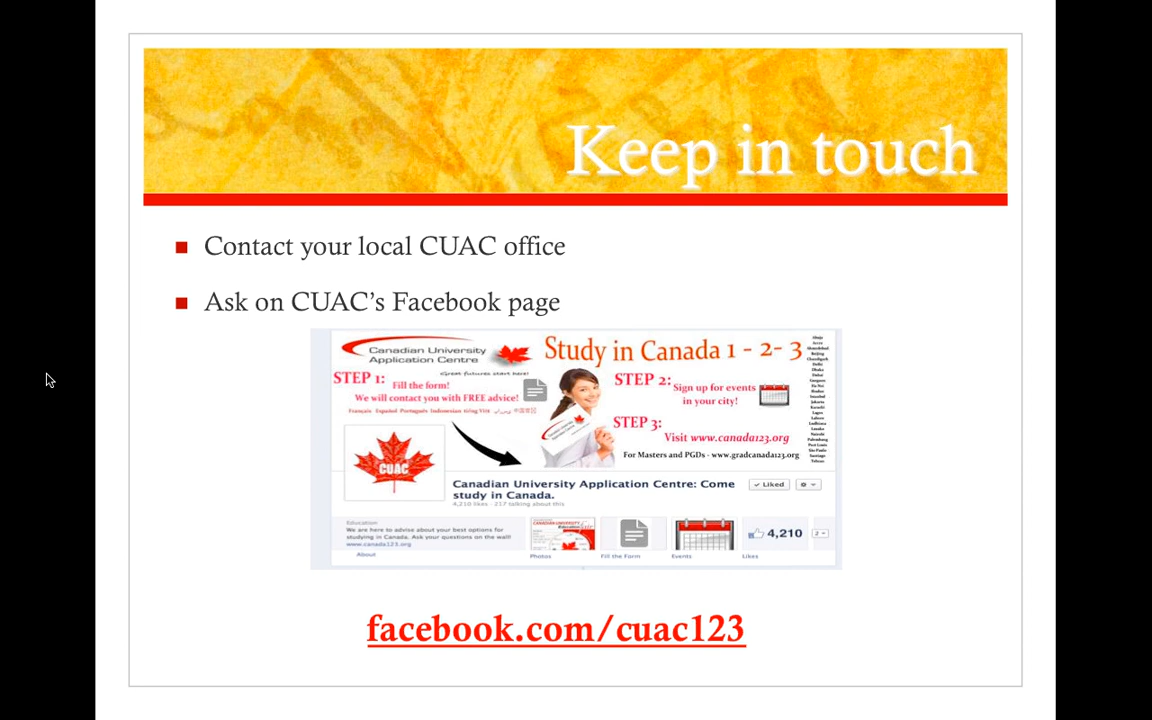 Keep in touch
Contact your local CUAC office
Ask on CUAC's Facebook page
Canadian University
Application Centre
Great futures start here!
Study in Canada 1 - 2- 3
STEP 1:
Fill the form!
We will contact you with FREE advice!
Français Español Português Indonesian tiếng Việt
STEP 2:
Sign up for events
in your city!
STEP 3:
Visit www.canada123.org
For Masters and PGDs - www.gradcanada123.org
CUAC
Canadian University Application Centre: Come
study in Canada.
4,210 likes · 217 talking about this
Liked
Education
We are here to advise about your best options for
studying in Canada. Ask your questions on the wall!
www.canada123.org
About
Photos
Fill the Form
Events
4,210
Likes
2
facebook.com/cuac123